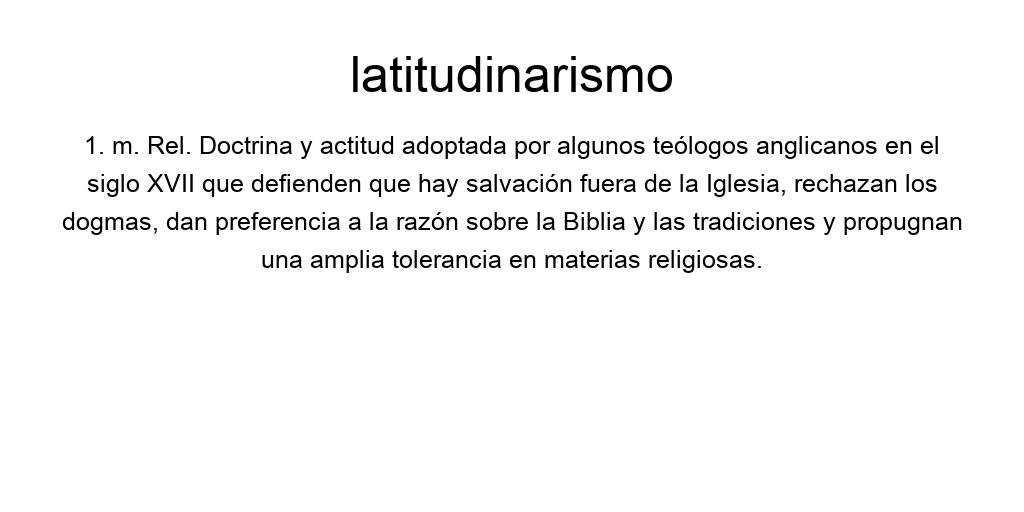 latitudinarismo
1. m. Rel. Doctrina y actitud adoptada por algunos teólogos anglicanos en el
siglo XVII que defienden que hay salvación fuera de la Iglesia, rechazan los
dogmas, dan preferencia a la razón sobre la Biblia y las tradiciones y propugnan
una amplia tolerancia en materias religiosas.